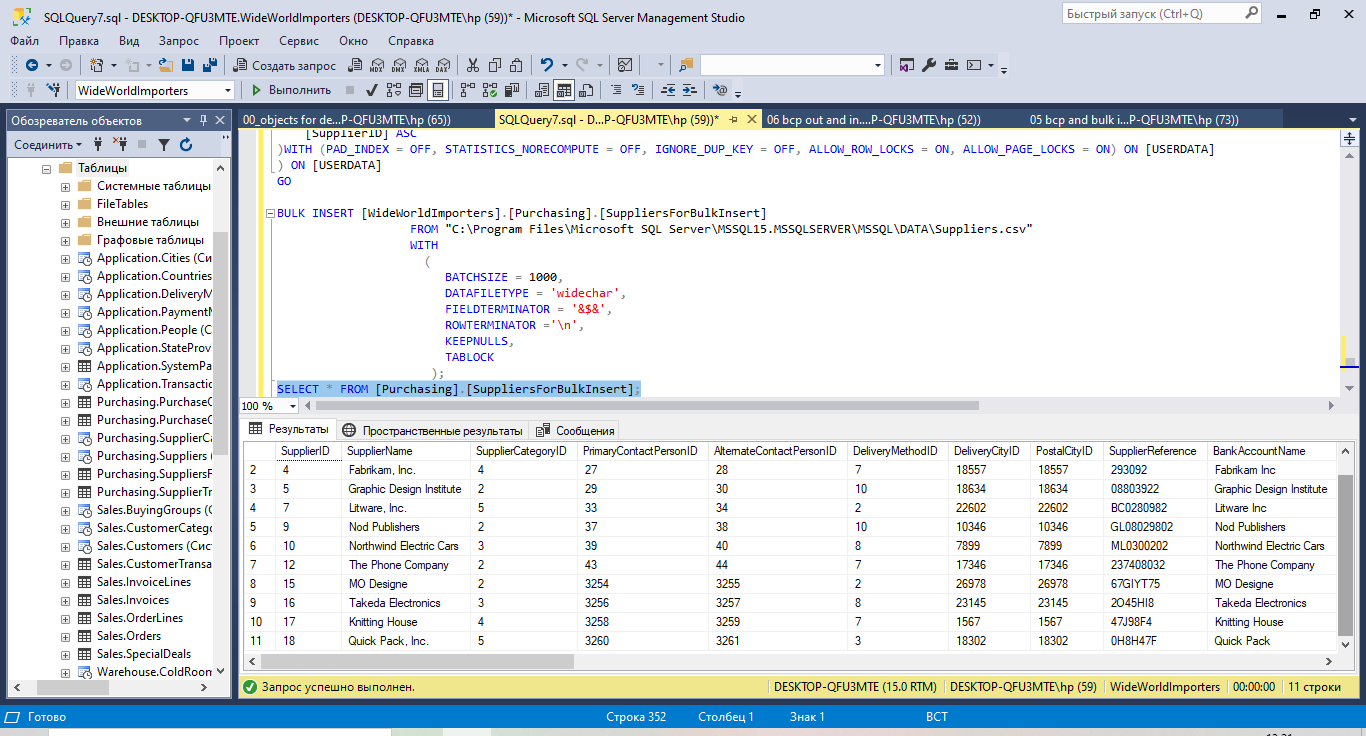 SQLQuery7.sql - DESKTOP-QFU3MTE.WideWorldImporters (DESKTOP-QFU3MTE\hp (59))* - Microsoft SQL Server Management Studio
Быстрый запуск (Ctrl+Q)
Файл Правка Вид Запрос Проект Сервис Окно Справка
Создать запрос MDX DMX XMLA DAX
WideWorldImporters Выполнить
Обозреватель объектов
Соединить
Таблицы
Системные таблицы
FileTables
Внешние таблицы
Графовые таблицы
Application.Cities (Си
Application.Countries
Application.DeliveryM
Application.PaymentM
Application.People (С
Application.StateProv
Application.SystemPa
Application.Transactic
Purchasing.PurchaseC
Purchasing.PurchaseC
Purchasing.SupplierCa
Purchasing.Suppliers (
Purchasing.SuppliersF
Purchasing.SupplierTr
Sales.BuyingGroups (С
Sales.CustomerCatego
Sales.Customers (Сис
Sales.CustomerTransa
Sales.InvoiceLines
Sales.Invoices
Sales.OrderLines
Sales.Orders
Sales.SpecialDeals
Warehouse.ColdRoon
00_objects for de...P-QFU3MTE\hp (65)) SQLQuery7.sql - D...P-QFU3MTE\hp (59))* 06 bcp out and in....P-QFU3MTE\hp (52)) 05 bcp and bulk i...P-QFU3MTE\hp (73))
[SupplierID] ASC
)WITH (PAD_INDEX = OFF, STATISTICS_NORECOMPUTE = OFF, IGNORE_DUP_KEY = OFF, ALLOW_ROW_LOCKS = ON, ALLOW_PAGE_LOCKS = ON) ON [USERDATA]
) ON [USERDATA]
GO
BULK INSERT [WideWorldImporters].[Purchasing].[SuppliersForBulkInsert]
FROM "C:\Program Files\Microsoft SQL Server\MSSQL15.MSSQLSERVER\MSSQL\DATA\Suppliers.csv"
WITH
(
BATCHSIZE = 1000,
DATAFILETYPE = 'widechar',
FIELDTERMINATOR = '&$&',
ROWTERMINATOR ='\n',
KEEPNULLS,
TABLOCK
);
SELECT * FROM [Purchasing].[SuppliersForBulkInsert];
100 %
Результаты Пространственные результаты Сообщения
SupplierID SupplierName SupplierCategoryID PrimaryContactPersonID AlternateContactPersonID DeliveryMethodID DeliveryCityID PostalCityID SupplierReference BankAccountName
2 4 Fabrikam, Inc. 4 27 28 7 18557 18557 293092 Fabrikam Inc
3 5 Graphic Design Institute 2 29 30 10 18634 18634 08803922 Graphic Design Institute
4 7 Litware, Inc. 5 33 34 2 22602 22602 BC0280982 Litware Inc
5 9 Nod Publishers 2 37 38 10 10346 10346 GL08029802 Nod Publishers
6 10 Northwind Electric Cars 3 39 40 8 7899 7899 ML0300202 Northwind Electric Cars
7 12 The Phone Company 2 43 44 7 17346 17346 237408032 The Phone Company
8 15 MO Designe 2 3254 3255 2 26978 26978 67GIYT75 MO Designe
9 16 Takeda Electronics 3 3256 3257 8 23145 23145 2O45HI8 Takeda Electronics
10 17 Knitting House 4 3258 3259 7 1567 1567 47J98F4 Knitting House
11 18 Quick Pack, Inc. 5 3260 3261 3 18302 18302 0H8H47F Quick Pack
Запрос успешно выполнен. DESKTOP-QFU3MTE (15.0 RTM) DESKTOP-QFU3MTE\hp (59) WideWorldImporters 00:00:00 11 строки
Готово Строка 352 Столбец 1 Знак 1 ВСТ